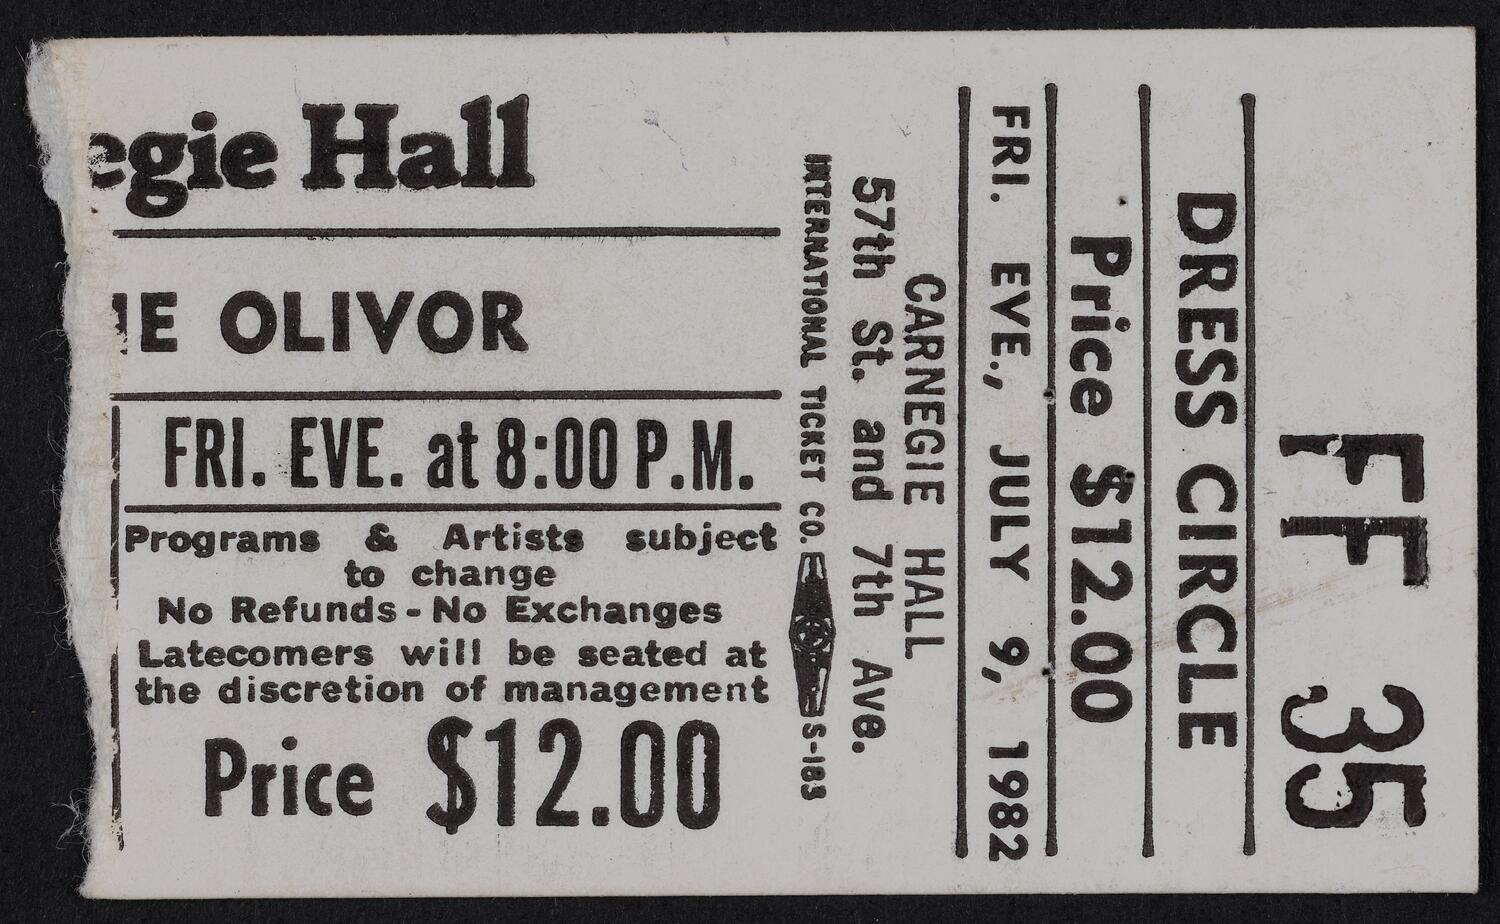 egie Hall
NE OLIVOR
FRI. EVE. at 8:00 P.M.
Programs & Artists subject
to change
No Refunds - No Exchanges
Latecomers will be seated at
the discretion of management
Price $12.00
INTERNATIONAL TICKET CO. S-183
CARNEGIE HALL
57th St. and 7th Ave.
FRI. EVE., JULY 9, 1982
Price $12.00
DRESS CIRCLE
FF 35